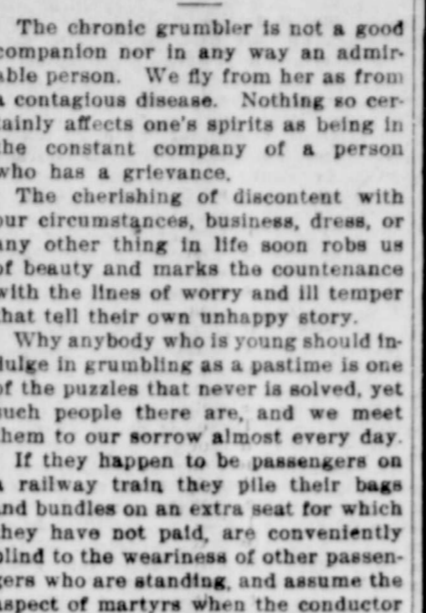 The chronic grumbler is not a good
companion nor in any way an admir-
able person. We fly from her as from
a contagious disease. Nothing so cer-
tainly affects one's spirits as being in
the constant company of a person
who has a grievance.
The cherishing of discontent with
our circumstances, business, dress, or
any other thing in life soon robs us
of beauty and marks the countenance
with the lines of worry and ill temper
that tell their own unhappy story.
Why anybody who is young should in-
dulge in grumbling as a pastime is one
of the puzzles that never is solved, yet
such people there are, and we meet
them to our sorrow almost every day.
If they happen to be passengers on
a railway train they pile their bags
and bundles on an extra seat for which
they have not paid, are conveniently
blind to the weariness of other passen-
gers who are standing, and assume the
aspect of martyrs when the conductor